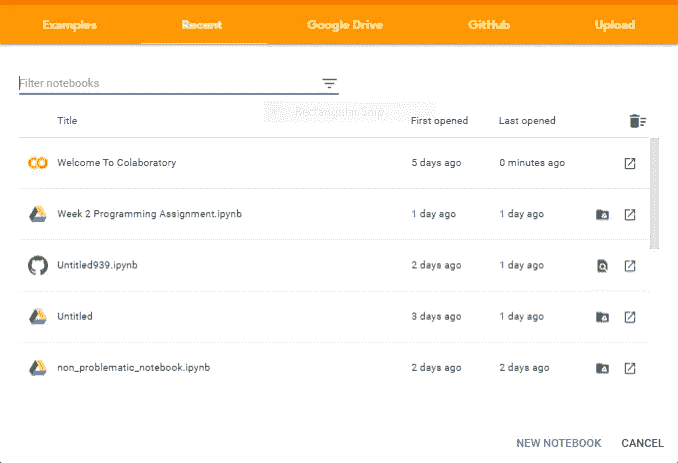 Examples Recent Google Drive GitHub Upload
Filter notebooks
Rectangular Snip
Title First opened Last opened
Welcome To Colaboratory 5 days ago 0 minutes ago
Week 2 Programming Assignment.ipynb 1 day ago 1 day ago
Untitled939.ipynb 2 days ago 1 day ago
Untitled 3 days ago 1 day ago
non_problematic_notebook.ipynb 2 days ago 2 days ago
NEW NOTEBOOK CANCEL